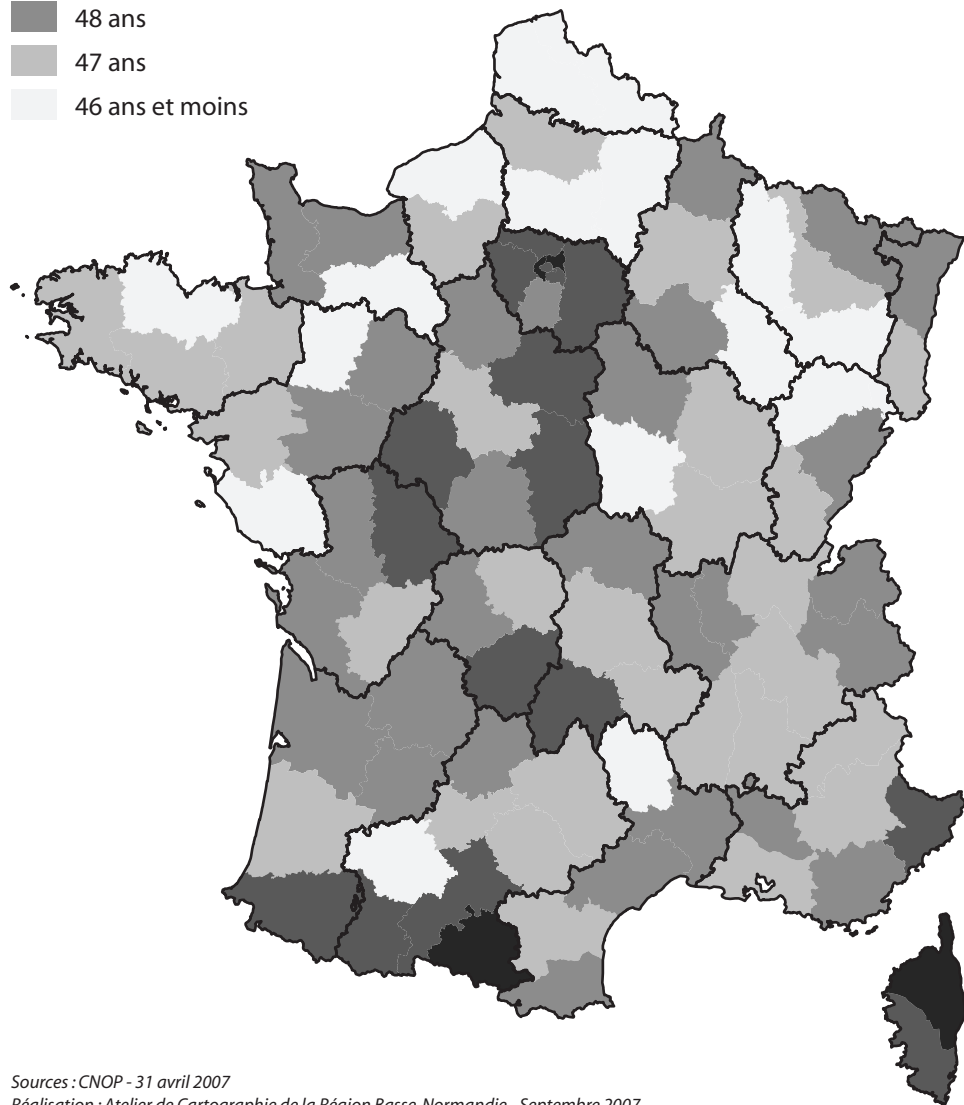 48 ans
47 ans
46 ans et moins
Sources : CNOP - 31 avril 2007
Réalisation : Atelier de Cartographie de la Région Basse-Normandie - Septembre 2007